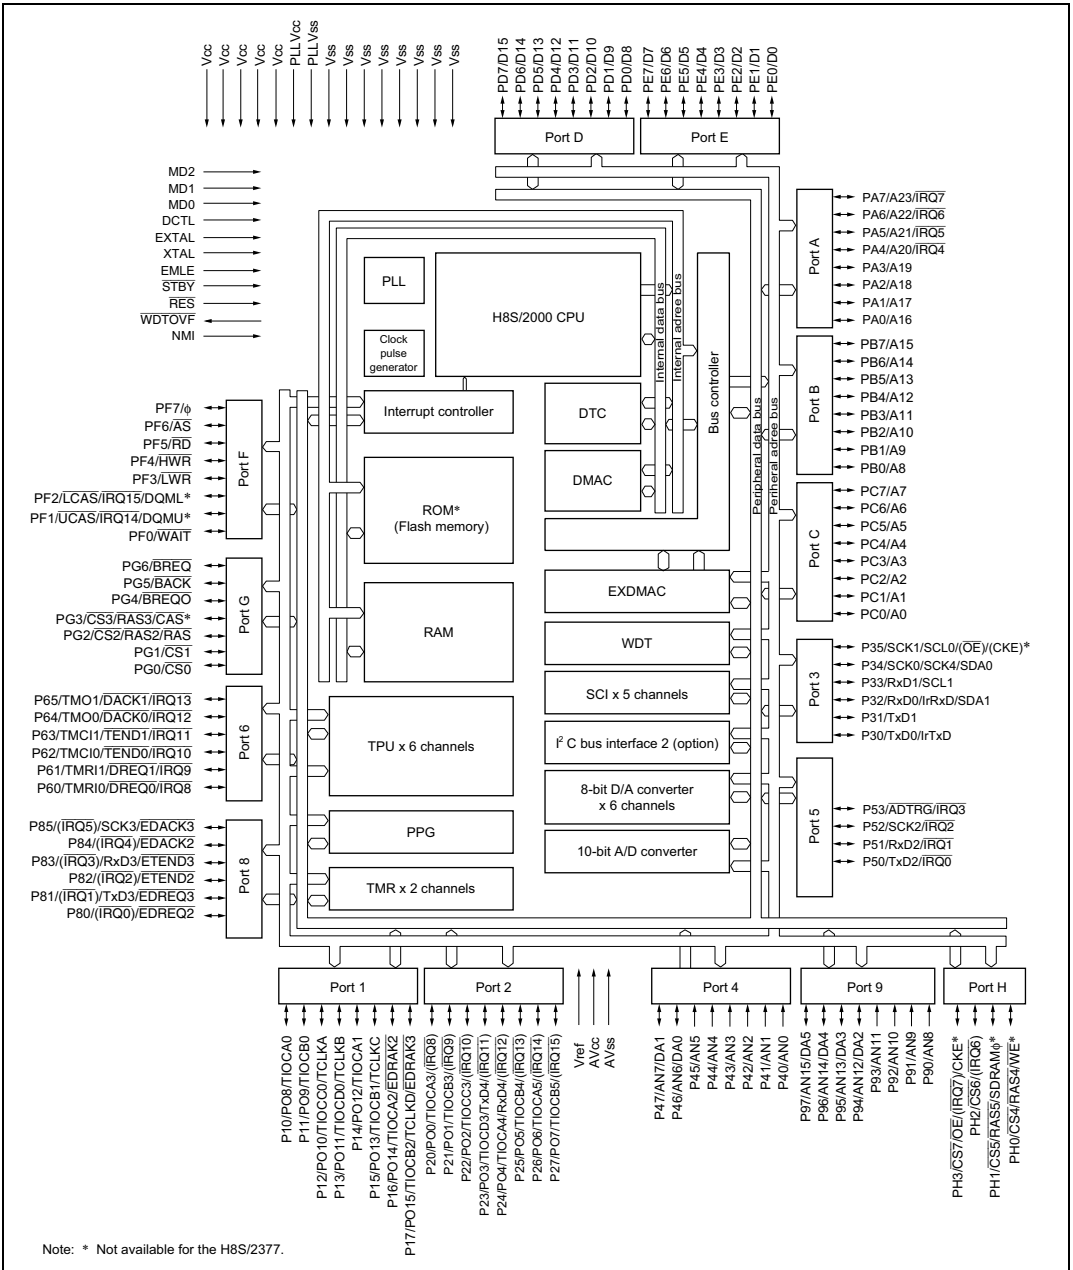 Vcc
Vcc
Vcc
Vcc
Vcc
PLLVcc
PLLVss
Vss
Vss
Vss
Vss
Vss
Vss
Vss
Vss
PD7/D15
PD6/D14
PD5/D13
PD4/D12
PD3/D11
PD2/D10
PD1/D9
PD0/D8
PE7/D7
PE6/D6
PE5/D5
PE4/D4
PE3/D3
PE2/D2
PE1/D1
PE0/D0
Port D
Port E
MD2
MD1
MD0
DCTL
EXTAL
XTAL
EMLE
STBY
RES
WDTOVF
NMI
PLL
Clock
pulse
generator
H8S/2000 CPU
Interrupt controller
DTC
DMAC
ROM*
(Flash memory)
RAM
Internal data bus
Internal adree bus
Bus controller
Peripheral data bus
Periheral adree bus
EXDMAC
WDT
SCI x 5 channels
I² C bus interface 2 (option)
8-bit D/A converter
x 6 channels
10-bit A/D converter
TPU x 6 channels
PPG
TMR x 2 channels
Port A
PA7/A23/IRQ7
PA6/A22/IRQ6
PA5/A21/IRQ5
PA4/A20/IRQ4
PA3/A19
PA2/A18
PA1/A17
PA0/A16
Port B
PB7/A15
PB6/A14
PB5/A13
PB4/A12
PB3/A11
PB2/A10
PB1/A9
PB0/A8
Port C
PC7/A7
PC6/A6
PC5/A5
PC4/A4
PC3/A3
PC2/A2
PC1/A1
PC0/A0
Port 3
P35/SCK1/SCL0/(OE)/(CKE)*
P34/SCK0/SCK4/SDA0
P33/RxD1/SCL1
P32/RxD0/IrRxD/SDA1
P31/TxD1
P30/TxD0/IrTxD
Port 5
P53/ADTRG/IRQ3
P52/SCK2/IRQ2
P51/RxD2/IRQ1
P50/TxD2/IRQ0
PF7/ϕ
PF6/AS
PF5/RD
PF4/HWR
PF3/LWR
PF2/LCAS/IRQ15/DQML*
PF1/UCAS/IRQ14/DQMU*
PF0/WAIT
Port F
PG6/BREQ
PG5/BACK
PG4/BREQO
PG3/CS3/RAS3/CAS*
PG2/CS2/RAS2/RAS
PG1/CS1
PG0/CS0
Port G
P65/TMO1/DACK1/IRQ13
P64/TMO0/DACK0/IRQ12
P63/TMCI1/TEND1/IRQ11
P62/TMCI0/TEND0/IRQ10
P61/TMRI1/DREQ1/IRQ9
P60/TMRI0/DREQ0/IRQ8
Port 6
P85/(IRQ5)/SCK3/EDACK3
P84/(IRQ4)/EDACK2
P83/(IRQ3)/RxD3/ETEND3
P82/(IRQ2)/ETEND2
P81/(IRQ1)/TxD3/EDREQ3
P80/(IRQ0)/EDREQ2
Port 8
Port 1
Port 2
Port 4
Port 9
Port H
P10/PO8/TIOCA0
P11/PO9/TIOCB0
P12/PO10/TIOCC0/TCLKA
P13/PO11/TIOCD0/TCLKB
P14/PO12/TIOCA1
P15/PO13/TIOCB1/TCLKC
P16/PO14/TIOCA2/EDRAK2
P17/PO15/TIOCB2/TCLKD/EDRAK3
P20/PO0/TIOCA3/(IRQ8)
P21/PO1/TIOCB3/(IRQ9)
P22/PO2/TIOCC3/(IRQ10)
P23/PO3/TIOCD3/TxD4/(IRQ11)
P24/PO4/TIOCA4/RxD4/(IRQ12)
P25/PO5/TIOCB4/(IRQ13)
P26/PO6/TIOCA5/(IRQ14)
P27/PO7/TIOCB5/(IRQ15)
Vref
AVcc
AVss
P47/AN7/DA1
P46/AN6/DA0
P45/AN5
P44/AN4
P43/AN3
P42/AN2
P41/AN1
P40/AN0
P97/AN15/DA5
P96/AN14/DA4
P95/AN13/DA3
P94/AN12/DA2
P93/AN11
P92/AN10
P91/AN9
P90/AN8
PH3/CS7/OE/(IRQ7)/CKE*
PH2/CS6/(IRQ6)
PH1/CS5/RAS5/SDRAMϕ*
PH0/CS4/RAS4/WE*
Note: * Not available for the H8S/2377.